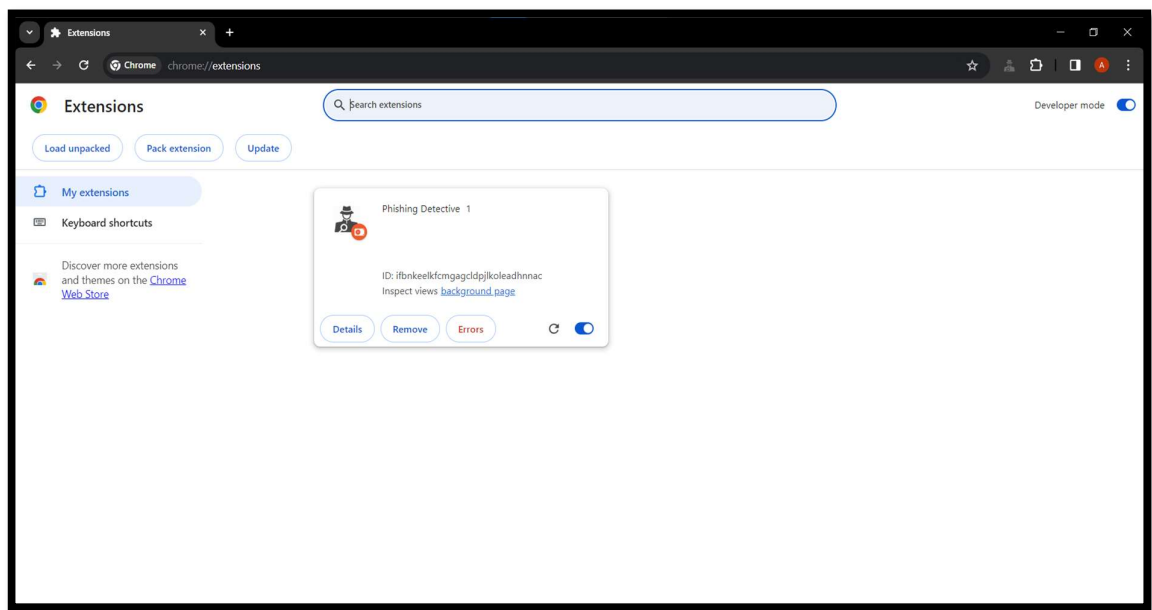 Extensions
Chrome chrome://extensions
A
Extensions
Search extensions
Developer mode
Load unpacked
Pack extension
Update
My extensions
Keyboard shortcuts
Discover more extensions
and themes on the Chrome
Web Store
Phishing Detective 1
ID: ifbnkeelkfcmgagcldpjlkoleadhnnac
Inspect views background page
Details
Remove
Errors